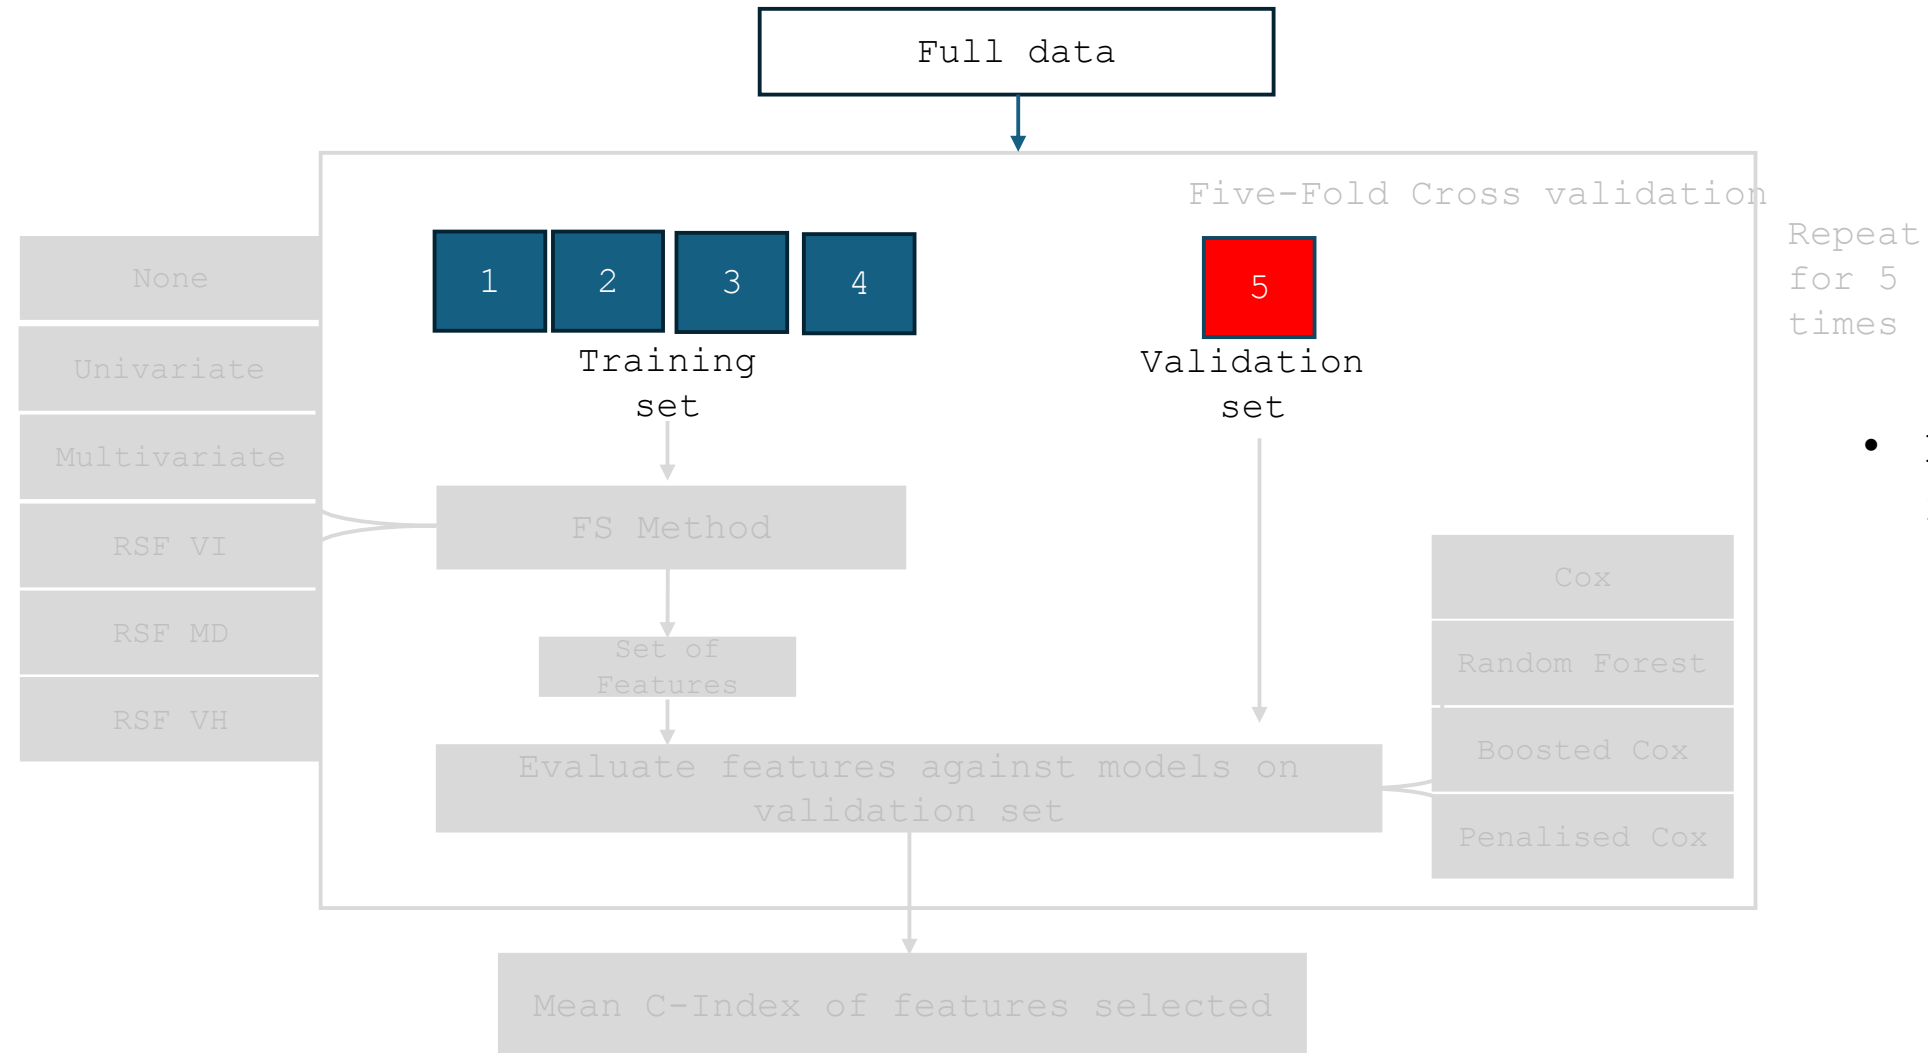 Full data
Five-Fold Cross validation
Repeat
for 5
times
None
Univariate
Multivariate
RSF VI
RSF MD
RSF VH
1
2
3
4
5
Training
set
Validation
set
FS Method
Set of
Features
Evaluate features against models on
validation set
Cox
Random Forest
Boosted Cox
Penalised Cox
Mean C-Index of features selected